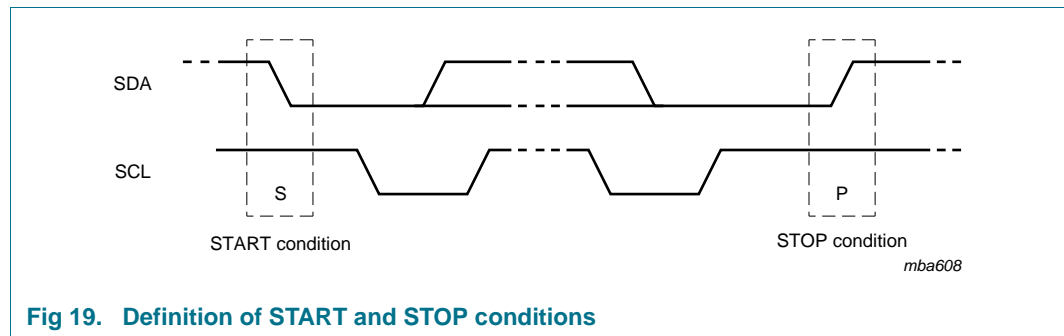 SDA
SCL
S
P
START condition
STOP condition
mba608
Fig 19. Definition of START and STOP conditions